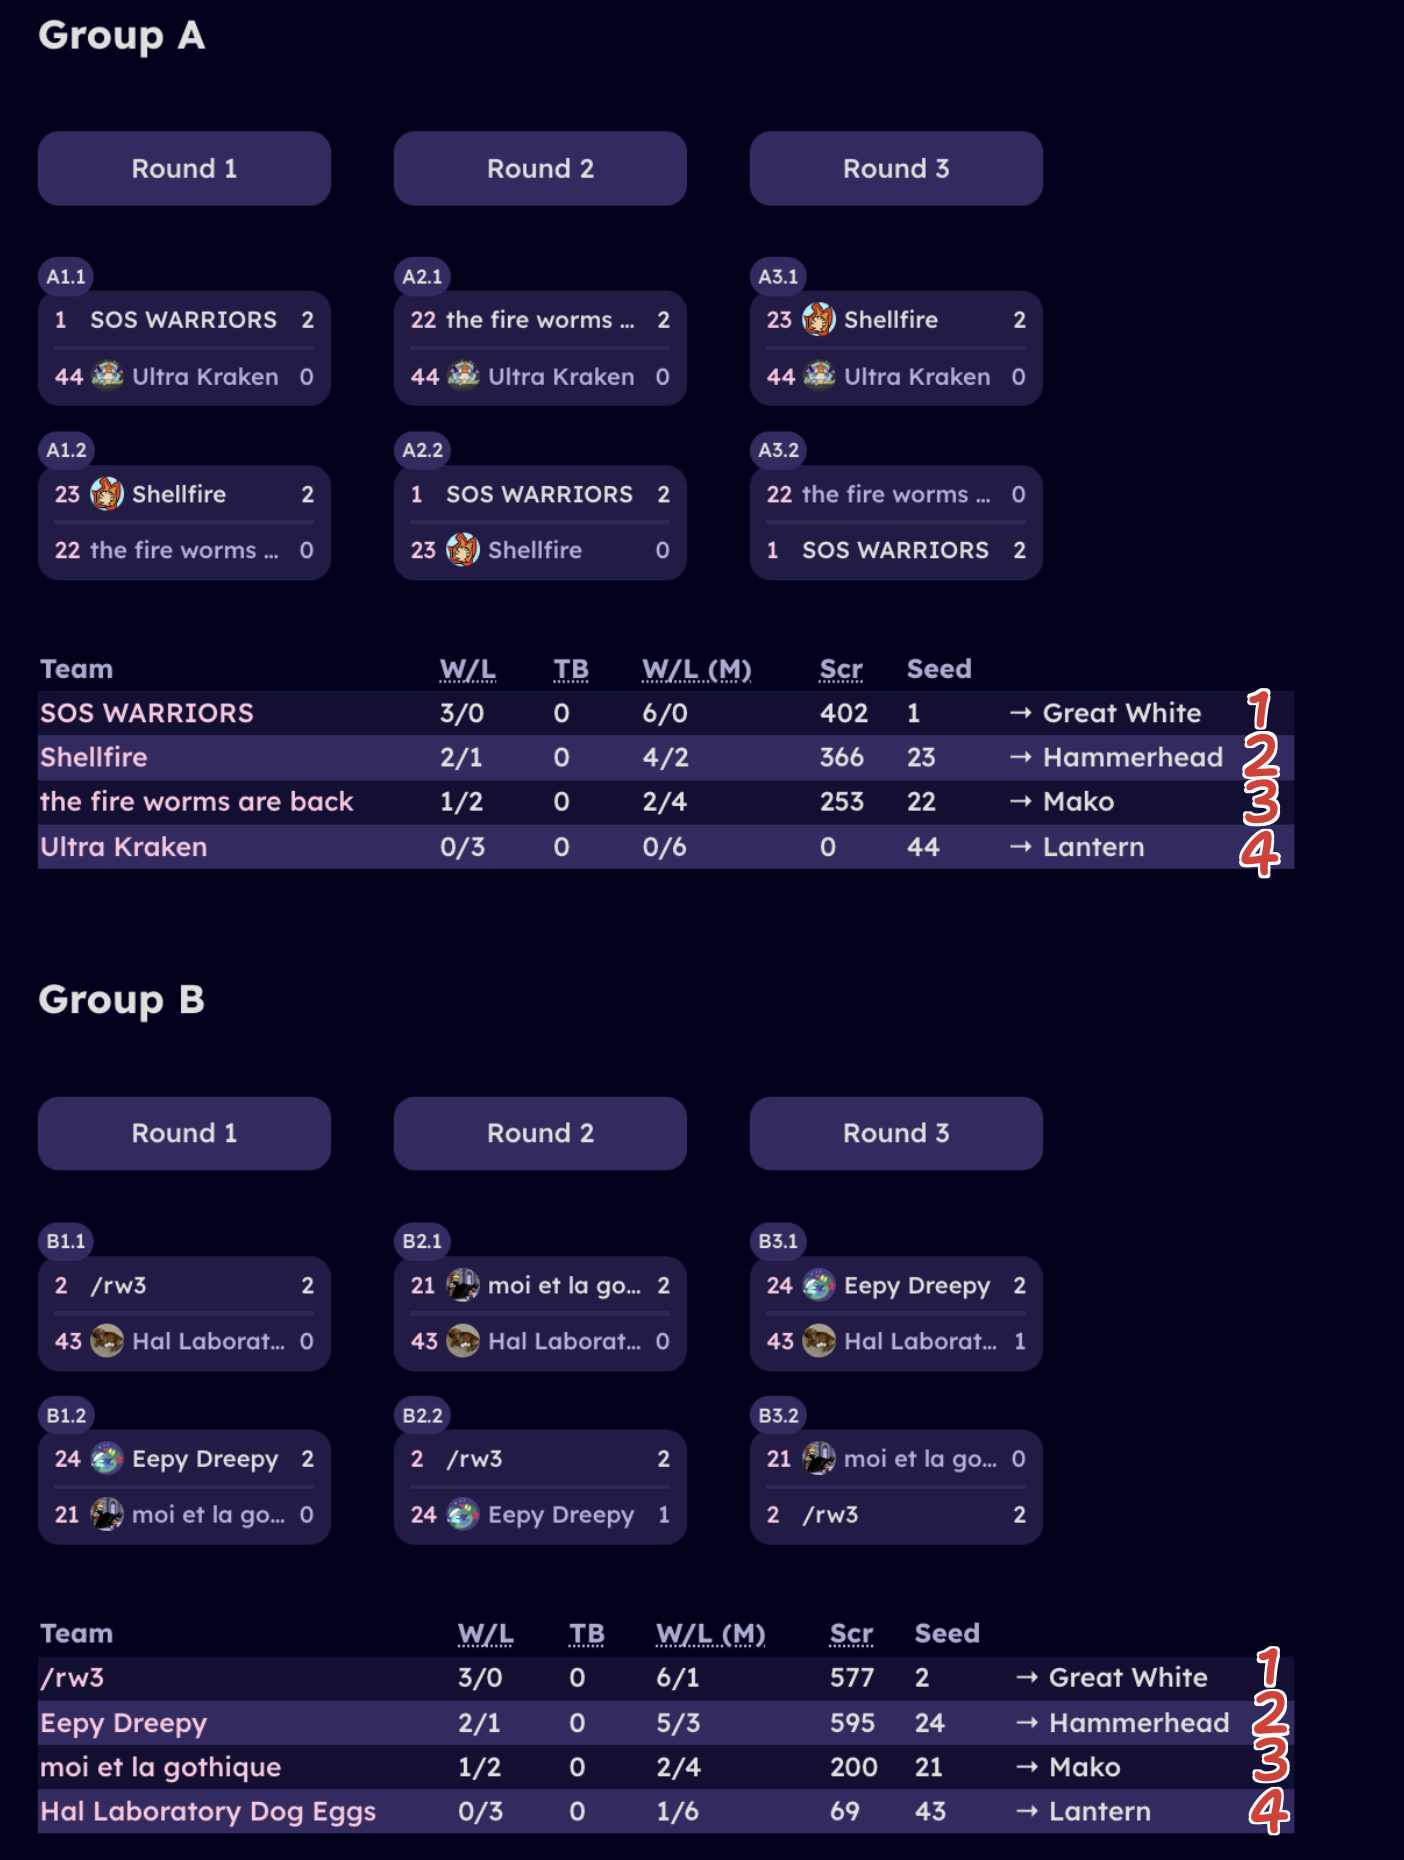 Group A
Round 1 Round 2 Round 3
A1.1 A2.1 A3.1
1 SOS WARRIORS 2 22 the fire worms ... 2 23 Shellfire 2
44 Ultra Kraken 0 44 Ultra Kraken 0 44 Ultra Kraken 0
A1.2 A2.2 A3.2
23 Shellfire 2 1 SOS WARRIORS 2 22 the fire worms ... 0
22 the fire worms ... 0 23 Shellfire 0 1 SOS WARRIORS 2
Team W/L TB W/L (M) Scr Seed
SOS WARRIORS 3/0 0 6/0 402 1 → Great White 1
Shellfire 2/1 0 4/2 366 23 → Hammerhead 2
the fire worms are back 1/2 0 2/4 253 22 → Mako 3
Ultra Kraken 0/3 0 0/6 0 44 → Lantern 4
Group B
Round 1 Round 2 Round 3
B1.1 B2.1 B3.1
2 /rw3 2 21 moi et la go... 2 24 Eepy Dreepy 2
43 Hal Laborat... 0 43 Hal Laborat... 0 43 Hal Laborat... 1
B1.2 B2.2 B3.2
24 Eepy Dreepy 2 2 /rw3 2 21 moi et la go... 0
21 moi et la go... 0 24 Eepy Dreepy 1 2 /rw3 2
Team W/L TB W/L (M) Scr Seed
/rw3 3/0 0 6/1 577 2 → Great White 1
Eepy Dreepy 2/1 0 5/3 595 24 → Hammerhead 2
moi et la gothique 1/2 0 2/4 200 21 → Mako 3
Hal Laboratory Dog Eggs 0/3 0 1/6 69 43 → Lantern 4